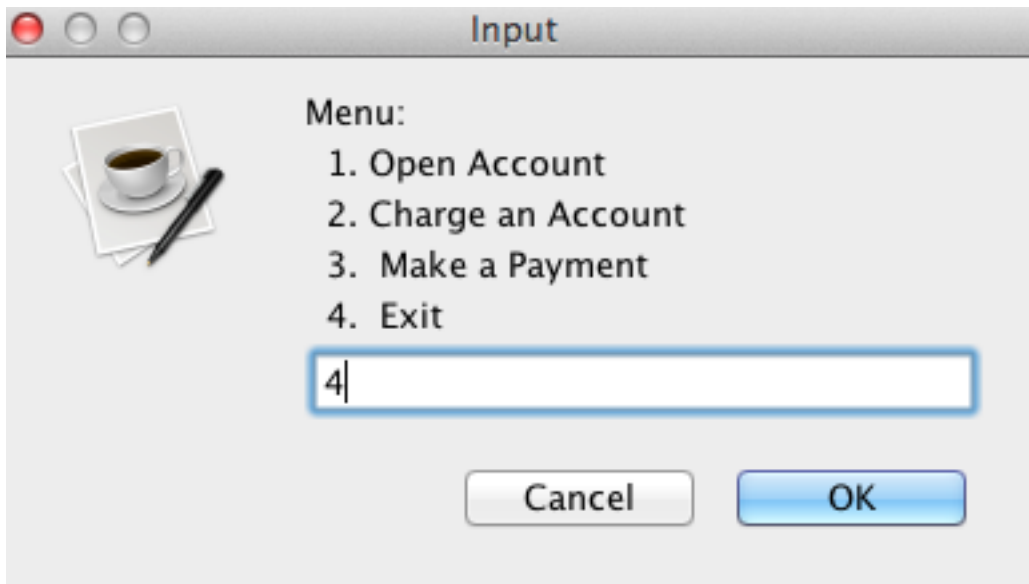 Input
Menu:
1. Open Account
2. Charge an Account
3.  Make a Payment
4.  Exit
4
Cancel OK